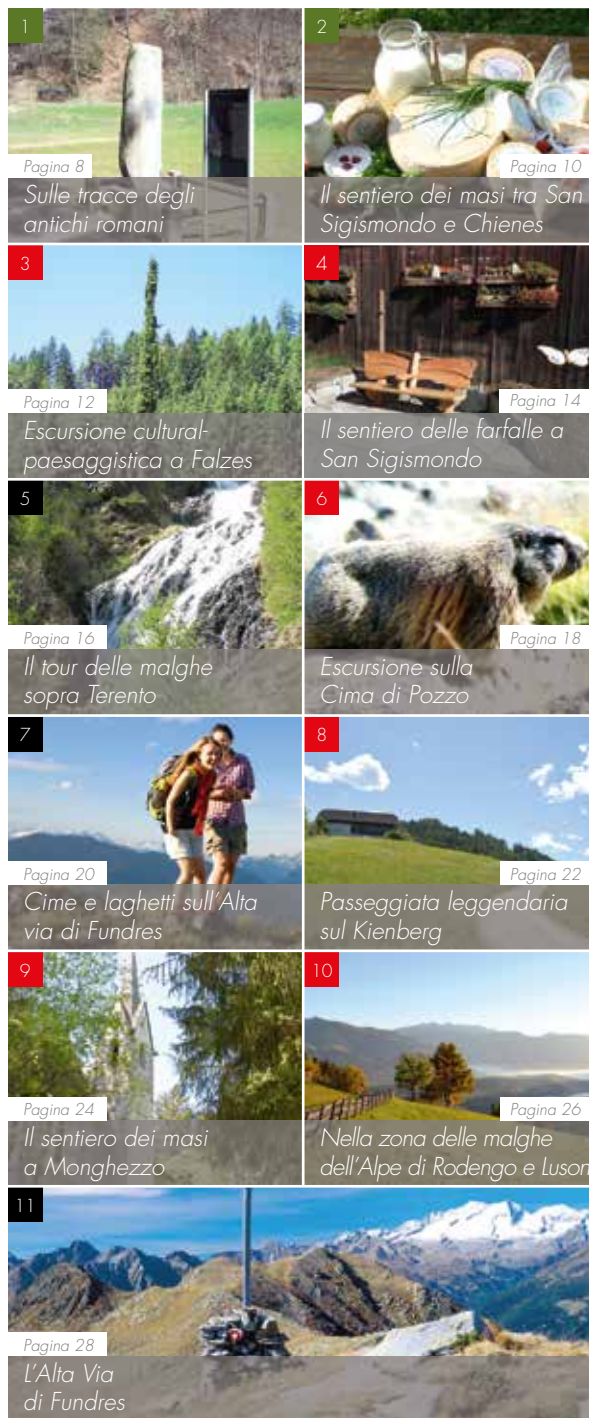 1
Pagina 8
Sulle tracce degli
antichi romani
2
Pagina 10
Il sentiero dei masi tra San
Sigismondo e Chienes
3
Pagina 12
Escursione cultural-
paesaggistica a Falzes
4
Pagina 14
Il sentiero delle farfalle a
San Sigismondo
5
Pagina 16
Il tour delle malghe
sopra Terento
6
Pagina 18
Escursione sulla
Cima di Pozzo
7
Pagina 20
Cime e laghetti sull'Alta
via di Fundres
8
Pagina 22
Passeggiata leggendaria
sul Kienberg
9
Pagina 24
Il sentiero dei masi
a Monghezzo
10
Pagina 26
Nella zona delle malghe
dell'Alpe di Rodengo e Luson
11
Pagina 28
L'Alta Via
di Fundres